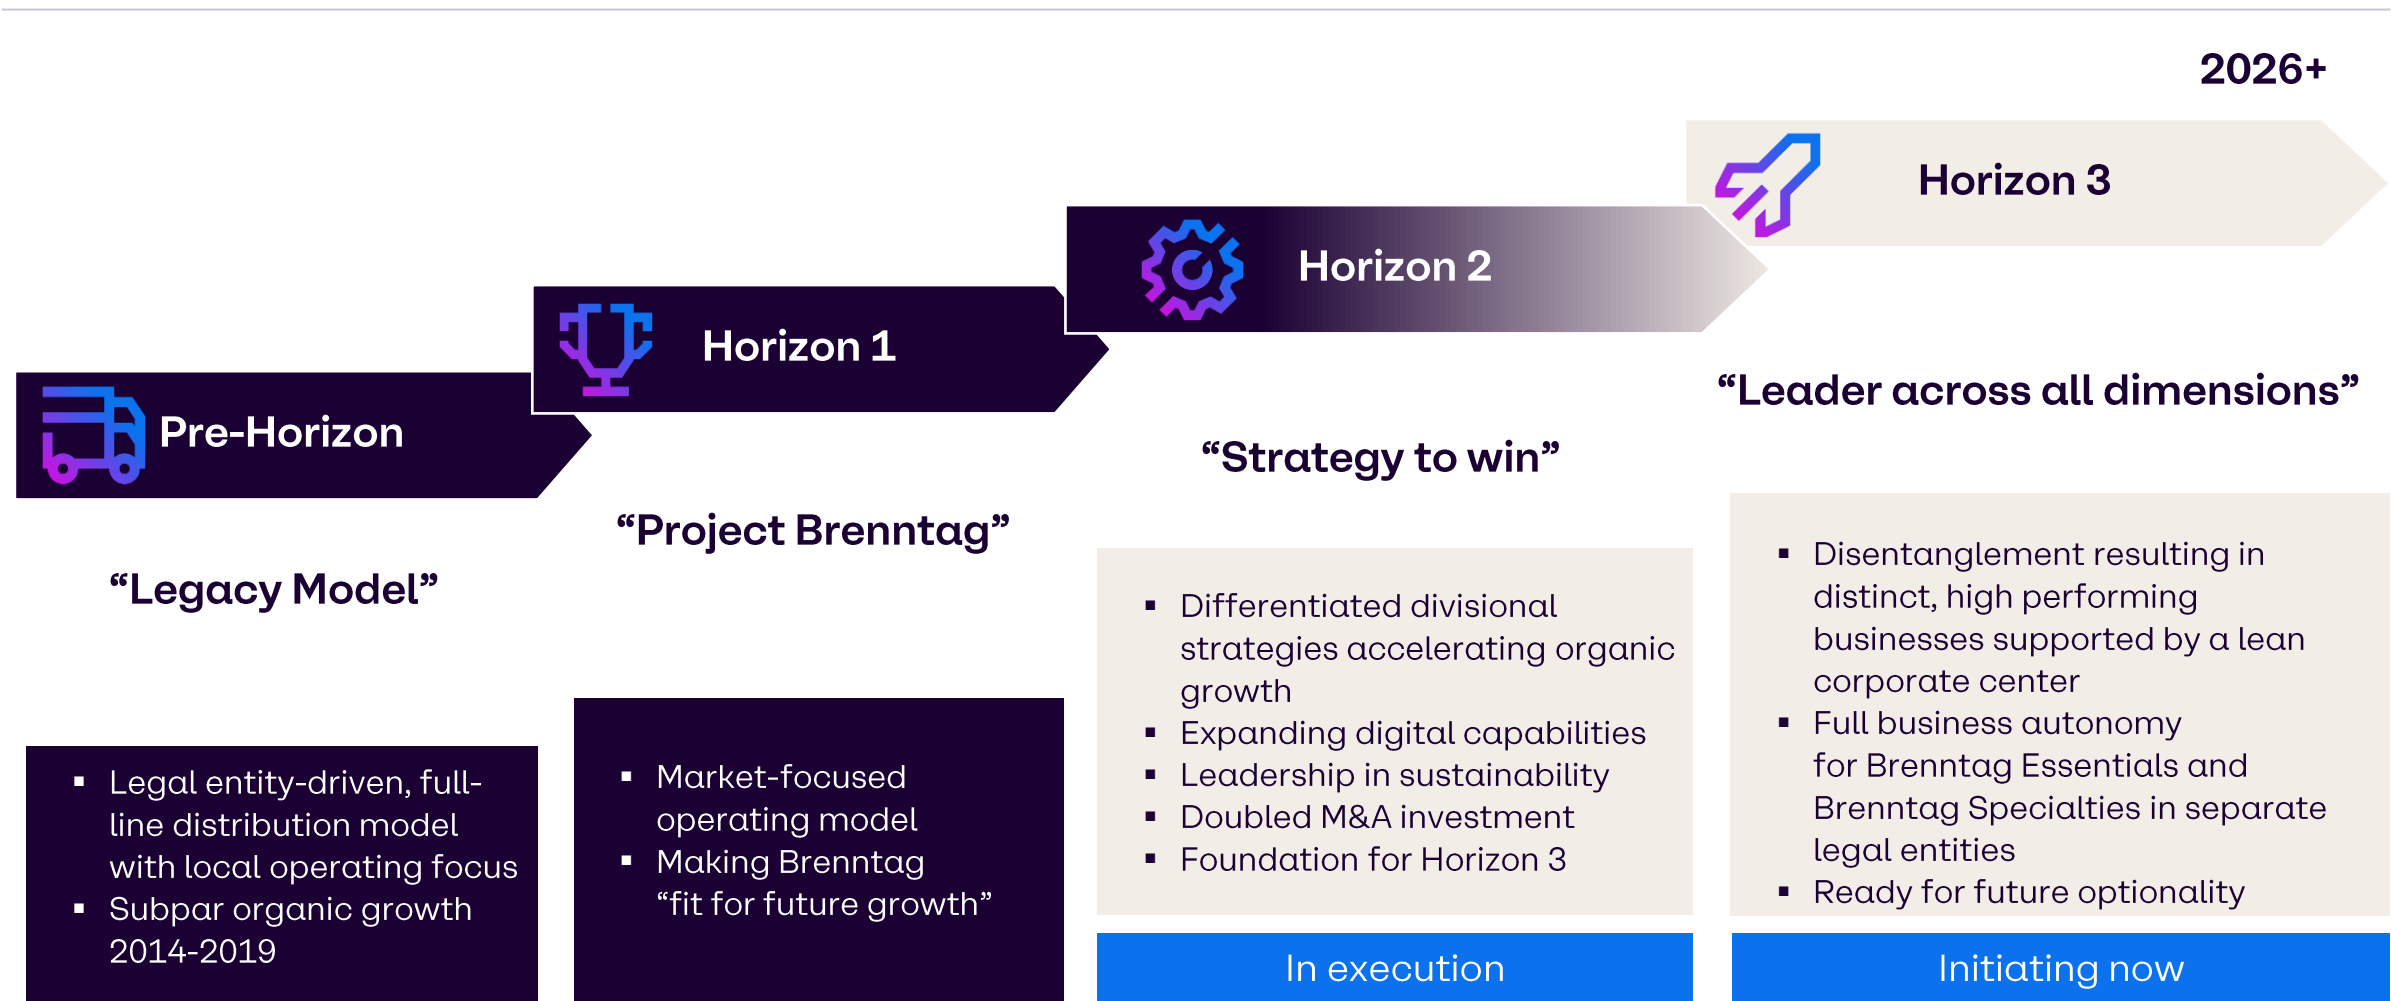 2026+
Horizon 3
Horizon 2
Horizon 1
Pre-Horizon
“Legacy Model”
▪ Legal entity-driven, full-
line distribution model
with local operating focus
▪ Subpar organic growth
2014-2019
“Project Brenntag”
▪ Market-focused
operating model
▪ Making Brenntag
“fit for future growth”
“Strategy to win”
▪ Differentiated divisional
strategies accelerating organic
growth
▪ Expanding digital capabilities
▪ Leadership in sustainability
▪ Doubled M&A investment
▪ Foundation for Horizon 3
In execution
“Leader across all dimensions”
▪ Disentanglement resulting in
distinct, high performing
businesses supported by a lean
corporate center
▪ Full business autonomy
for Brenntag Essentials and
Brenntag Specialties in separate
legal entities
▪ Ready for future optionality
Initiating now